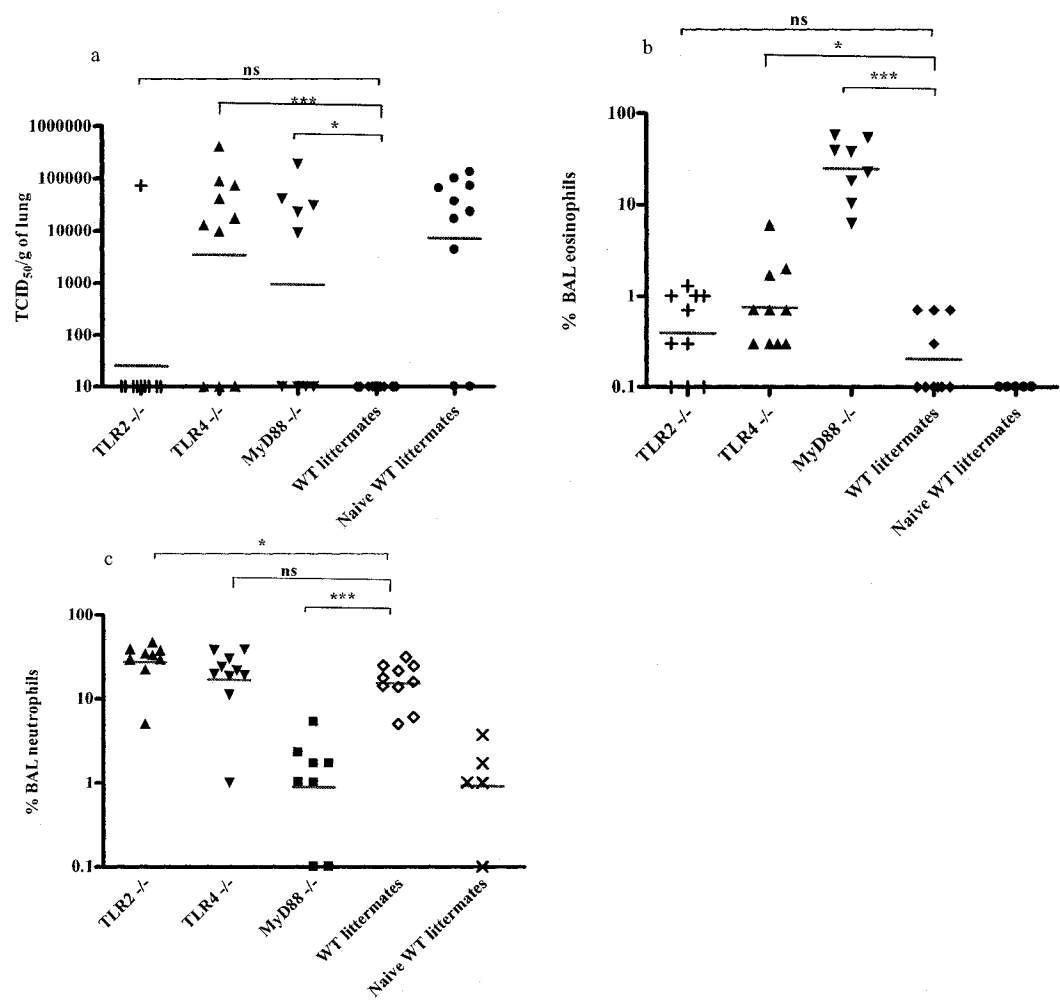 a
ns
***
*
1000000
100000
10000
1000
100
10
TCID50/g of lung
TLR2 -/-
TLR4 -/-
MyD88 -/-
WT littermates
Naive WT littermates
b
ns
*
***
100
10
1
0.1
% BAL eosinophils
TLR2 -/-
TLR4 -/-
MyD88 -/-
WT littermates
Naive WT littermates
c
*
ns
***
100
10
1
0.1
% BAL neutrophils
TLR2 -/-
TLR4 -/-
MyD88 -/-
WT littermates
Naive WT littermates